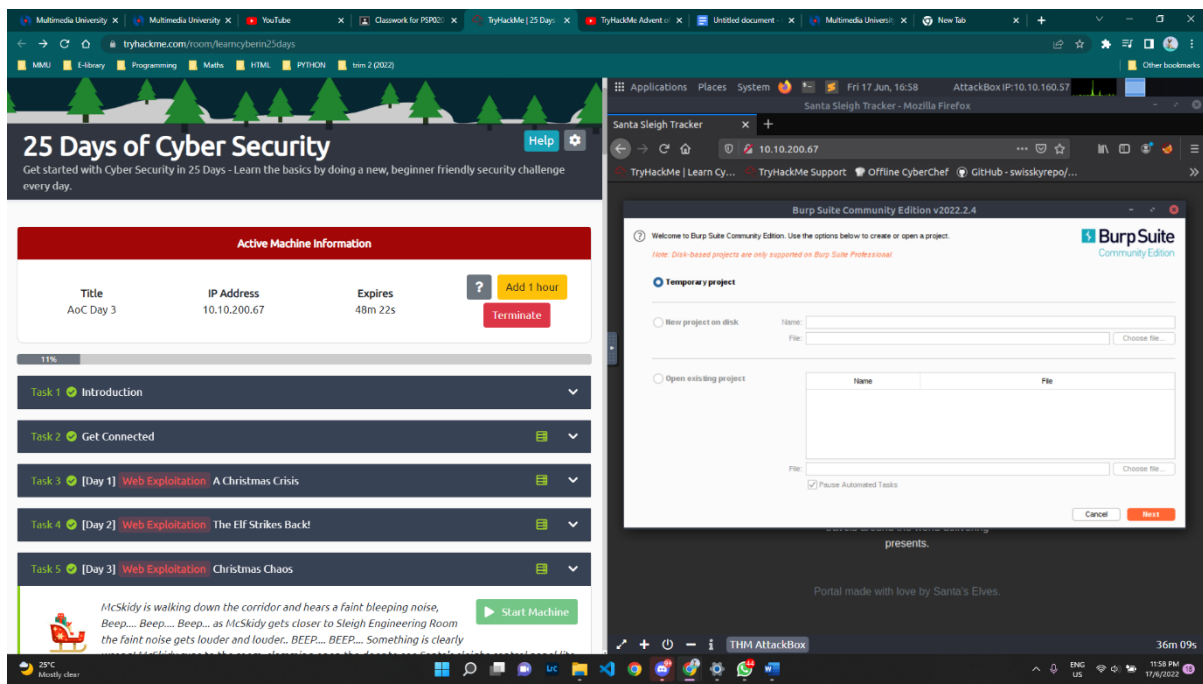 Multimedia University
Multimedia University
YouTube
Classwork for PSP020
TryHackMe | 25 Days
TryHackMe Advent of
Untitled document -
Multimedia Universit
New Tab
tryhackme.com/room/learncyberin25days
MMU
E-library
Programming
Maths
HTML
PYTHON
trim 2 (2022)
Other bookmarks
25 Days of Cyber Security
Help
Get started with Cyber Security in 25 Days - Learn the basics by doing a new, beginner friendly security challenge
every day.
Active Machine Information
Title
IP Address
Expires
AoC Day 3
10.10.200.67
48m 22s
?
Add 1 hour
Terminate
11%
Task 1 Introduction
Task 2 Get Connected
Task 3 [Day 1] Web Exploitation A Christmas Crisis
Task 4 [Day 2] Web Exploitation The Elf Strikes Back!
Task 5 [Day 3] Web Exploitation Christmas Chaos
McSkidy is walking down the corridor and hears a faint bleeping noise,
Beep.... Beep.... Beep... as McSkidy gets closer to Sleigh Engineering Room
the faint noise gets louder and louder.. BEEP.... BEEP.... Something is clearly
Start Machine
Applications Places System Fri 17 Jun, 16:58 AttackBox IP:10.10.160.57
Santa Sleigh Tracker - Mozilla Firefox
Santa Sleigh Tracker
10.10.200.67
TryHackMe | Learn Cy... TryHackMe Support Offline CyberChef GitHub - swisskyrepo/...
Burp Suite Community Edition v2022.2.4
Welcome to Burp Suite Community Edition. Use the options below to create or open a project.
Note: Disk-based projects are only supported on Burp Suite Professional.
BurpSuite
Community Edition
Temporary project
New project on disk
Name:
File:
Choose file...
Open existing project
Name
File
File:
Choose file...
Pause Automated Tasks
Cancel
Next
presents.
Portal made with love by Santa's Elves.
THM AttackBox
36m 09s
25°C
Mostly clear
LrC
ENG
US
11:58 PM
17/6/2022